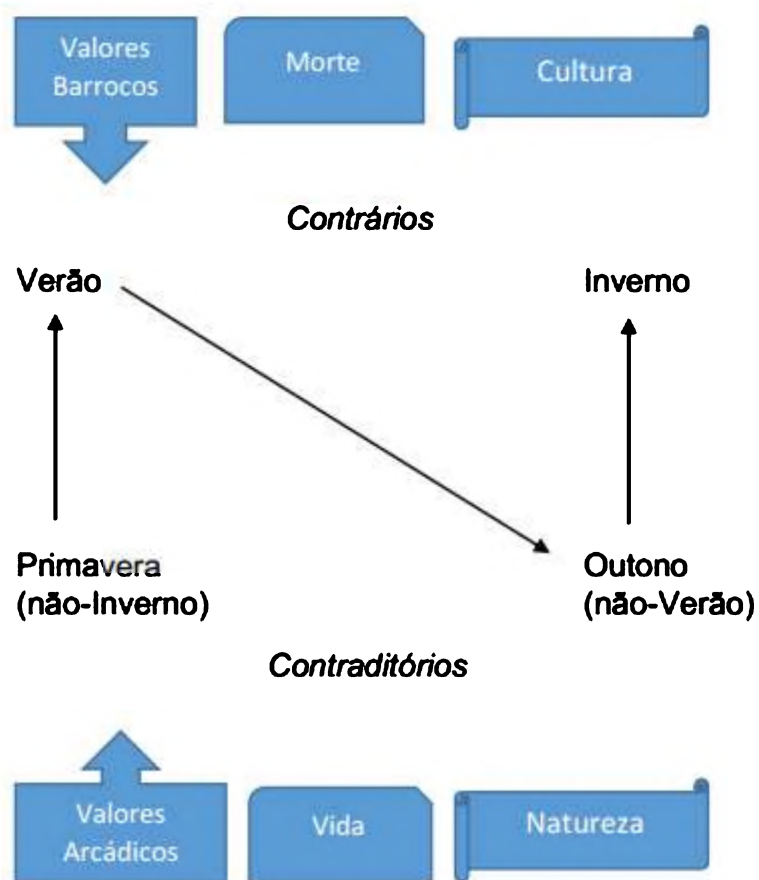 Valores
Barrocos
Morte
Cultura
Contrários
Verão
Inverno
Primavera
(não-Inverno)
Outono
(não-Verão)
Contraditórios
Valores
Arcádicos
Vida
Natureza